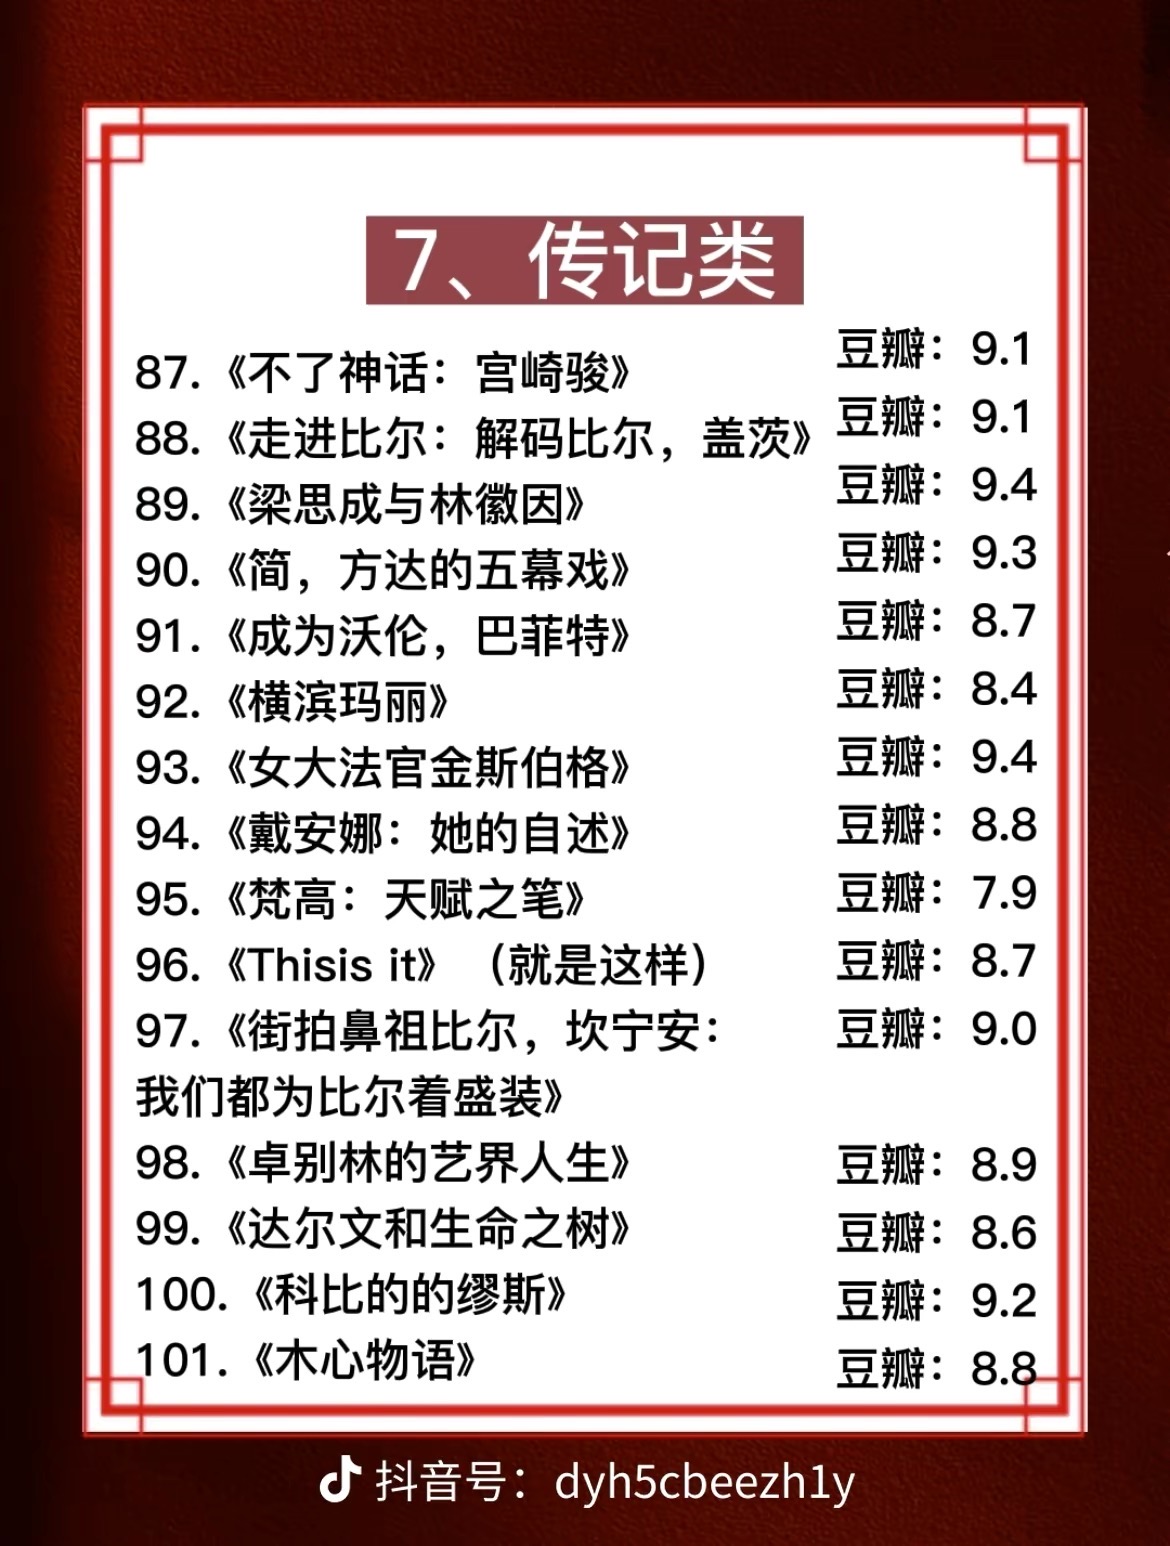 7、传记类
87.《不了神话：宫崎骏》 豆瓣：9.1
88.《走进比尔：解码比尔，盖茨》 豆瓣：9.1
89.《梁思成与林徽因》 豆瓣：9.4
90.《简，方达的五幕戏》 豆瓣：9.3
91.《成为沃伦，巴菲特》 豆瓣：8.7
92.《横滨玛丽》 豆瓣：8.4
93.《女大法官金斯伯格》 豆瓣：9.4
94.《戴安娜：她的自述》 豆瓣：8.8
95.《梵高：天赋之笔》 豆瓣：7.9
96.《Thisis it》（就是这样） 豆瓣：8.7
97.《街拍鼻祖比尔，坎宁安： 豆瓣：9.0
我们都为比尔着盛装》
98.《卓别林的艺界人生》 豆瓣：8.9
99.《达尔文和生命之树》 豆瓣：8.6
100.《科比的的缪斯》 豆瓣：9.2
101.《木心物语》 豆瓣：8.8
抖音号：dyh5cbeezh1y